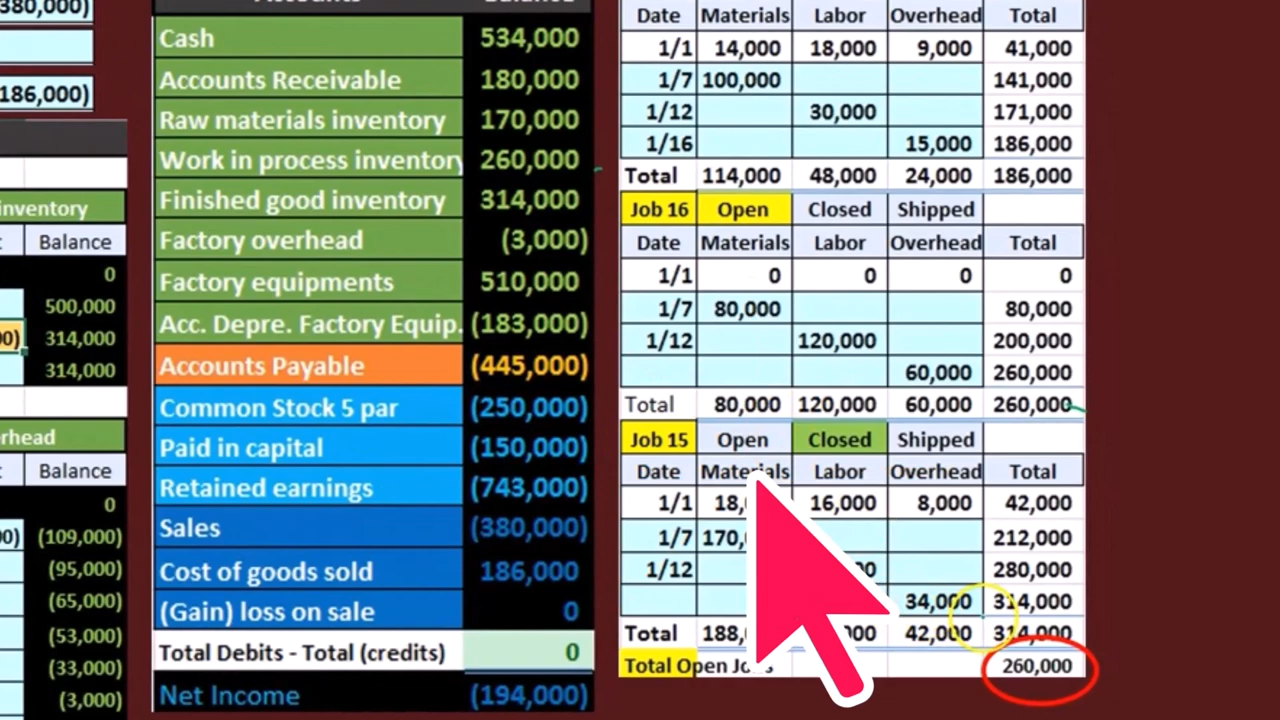 380,000)
186,000)
inventory
Balance
0
500,000
00) 314,000
314,000
Balance
0
00) (109,000)
(95,000)
(65,000)
(53,000)
(33,000)
(3,000)
Accounts Balance
Cash 534,000
Accounts Receivable 180,000
Raw materials inventory 170,000
Work in process inventory 260,000
Finished good inventory 314,000
Factory overhead (3,000)
Factory equipments 510,000
Acc. Depre. Factory Equip. (183,000)
Accounts Payable (445,000)
Common Stock 5 par (250,000)
Paid in capital (150,000)
Retained earnings (743,000)
Sales (380,000)
Cost of goods sold 186,000
(Gain) loss on sale 0
Total Debits - Total (credits) 0
Net Income (194,000)
Date Materials Labor Overhead Total
1/1 14,000 18,000 9,000 41,000
1/7 100,000 141,000
1/12 30,000 171,000
1/16 15,000 186,000
Total 114,000 48,000 24,000 186,000
Job 16 Open Closed Shipped
Date Materials Labor Overhead Total
1/1 0 0 0 0
1/7 80,000 80,000
1/12 120,000 200,000
60,000 260,000
Total 80,000 120,000 60,000 260,000
Job 15 Open Closed Shipped
Date Materials Labor Overhead Total
1/1 18, 16,000 8,000 42,000
1/7 170, 212,000
1/12 280,000
34,000 314,000
Total 188, 42,000 314,000
Total Open 260,000